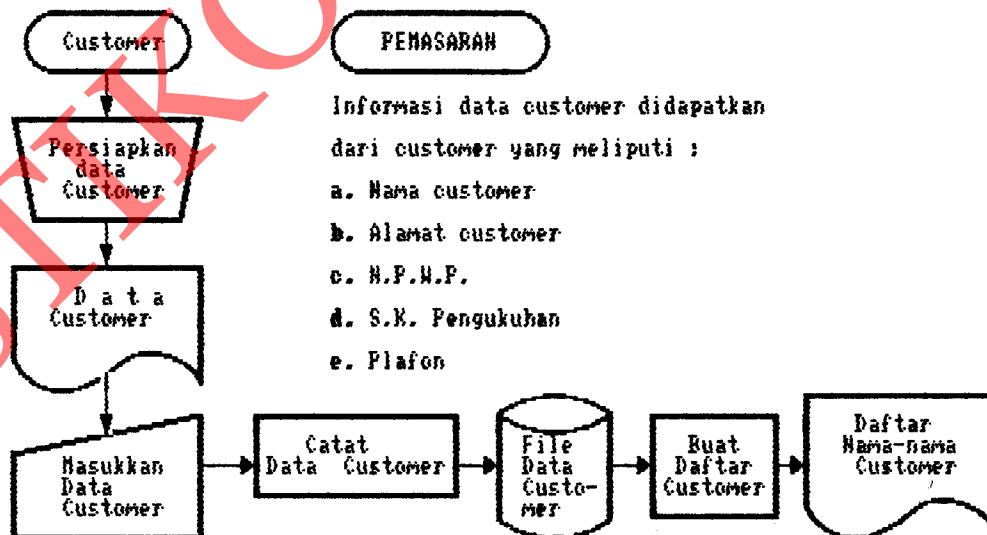 Customer
PEMASARAN
Informasi data customer didapatkan
dari customer yang meliputi :
a. Nama customer
b. Alamat customer
c. N.P.W.P.
d. S.K. Pengukuhan
e. Plafon
Persiapkan
data
Customer
D a t a
Customer
Masukkan
Data
Customer
Catat
Data Customer
File
Data
Custo-
mer
Buat
Daftar
Customer
Daftar
Nama-nama
Customer